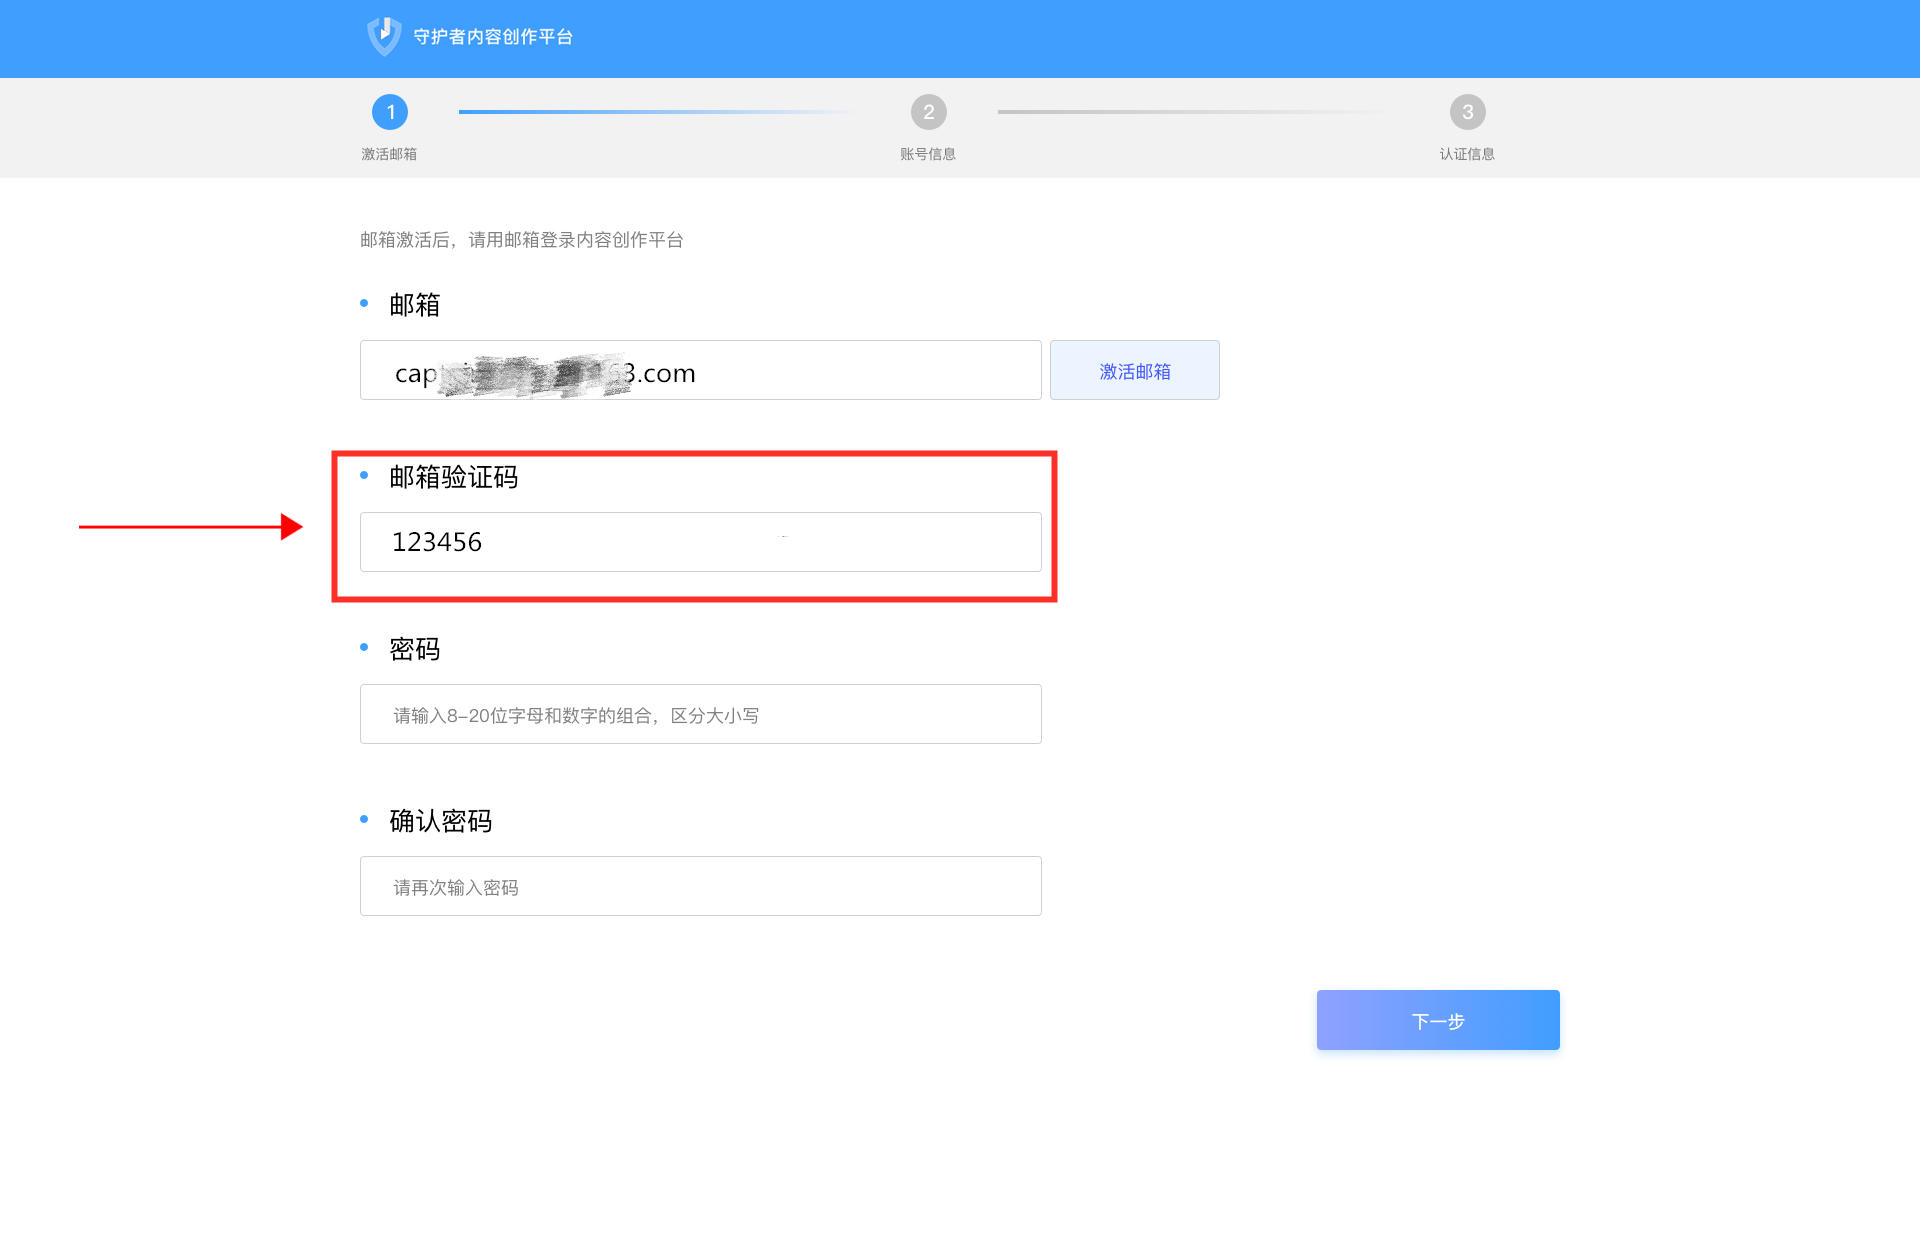 守护者内容创作平台
1
2
3
激活邮箱
账号信息
认证信息
邮箱激活后，请用邮箱登录内容创作平台
邮箱
cap 3.com
激活邮箱
邮箱验证码
123456
密码
请输入8-20位字母和数字的组合，区分大小写
确认密码
请再次输入密码
下一步